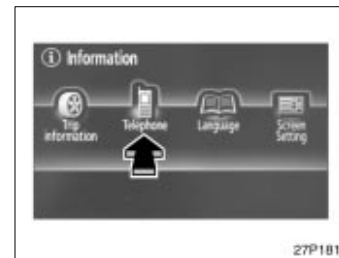 i Information
Trip information
Telephone
Language
Screen Setting
27P181